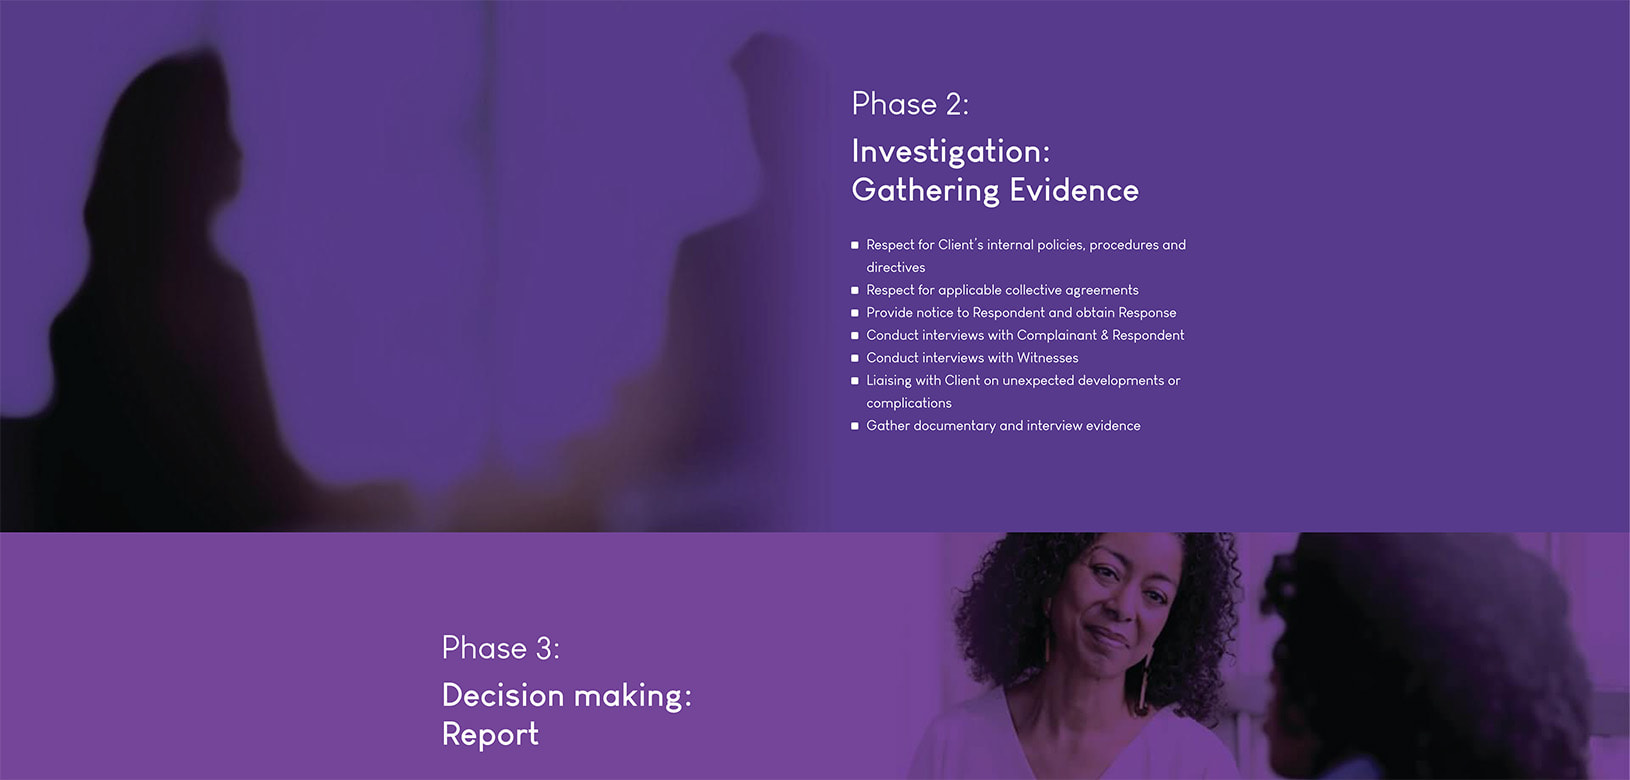 Phase 2:
Investigation:
Gathering Evidence
Respect for Client's internal policies, procedures and
directives
Respect for applicable collective agreements
Provide notice to Respondent and obtain Response
Conduct interviews with Complainant & Respondent
Conduct interviews with Witnesses
Liaising with Client on unexpected developments or
complications
Gather documentary and interview evidence
Phase 3:
Decision making:
Report